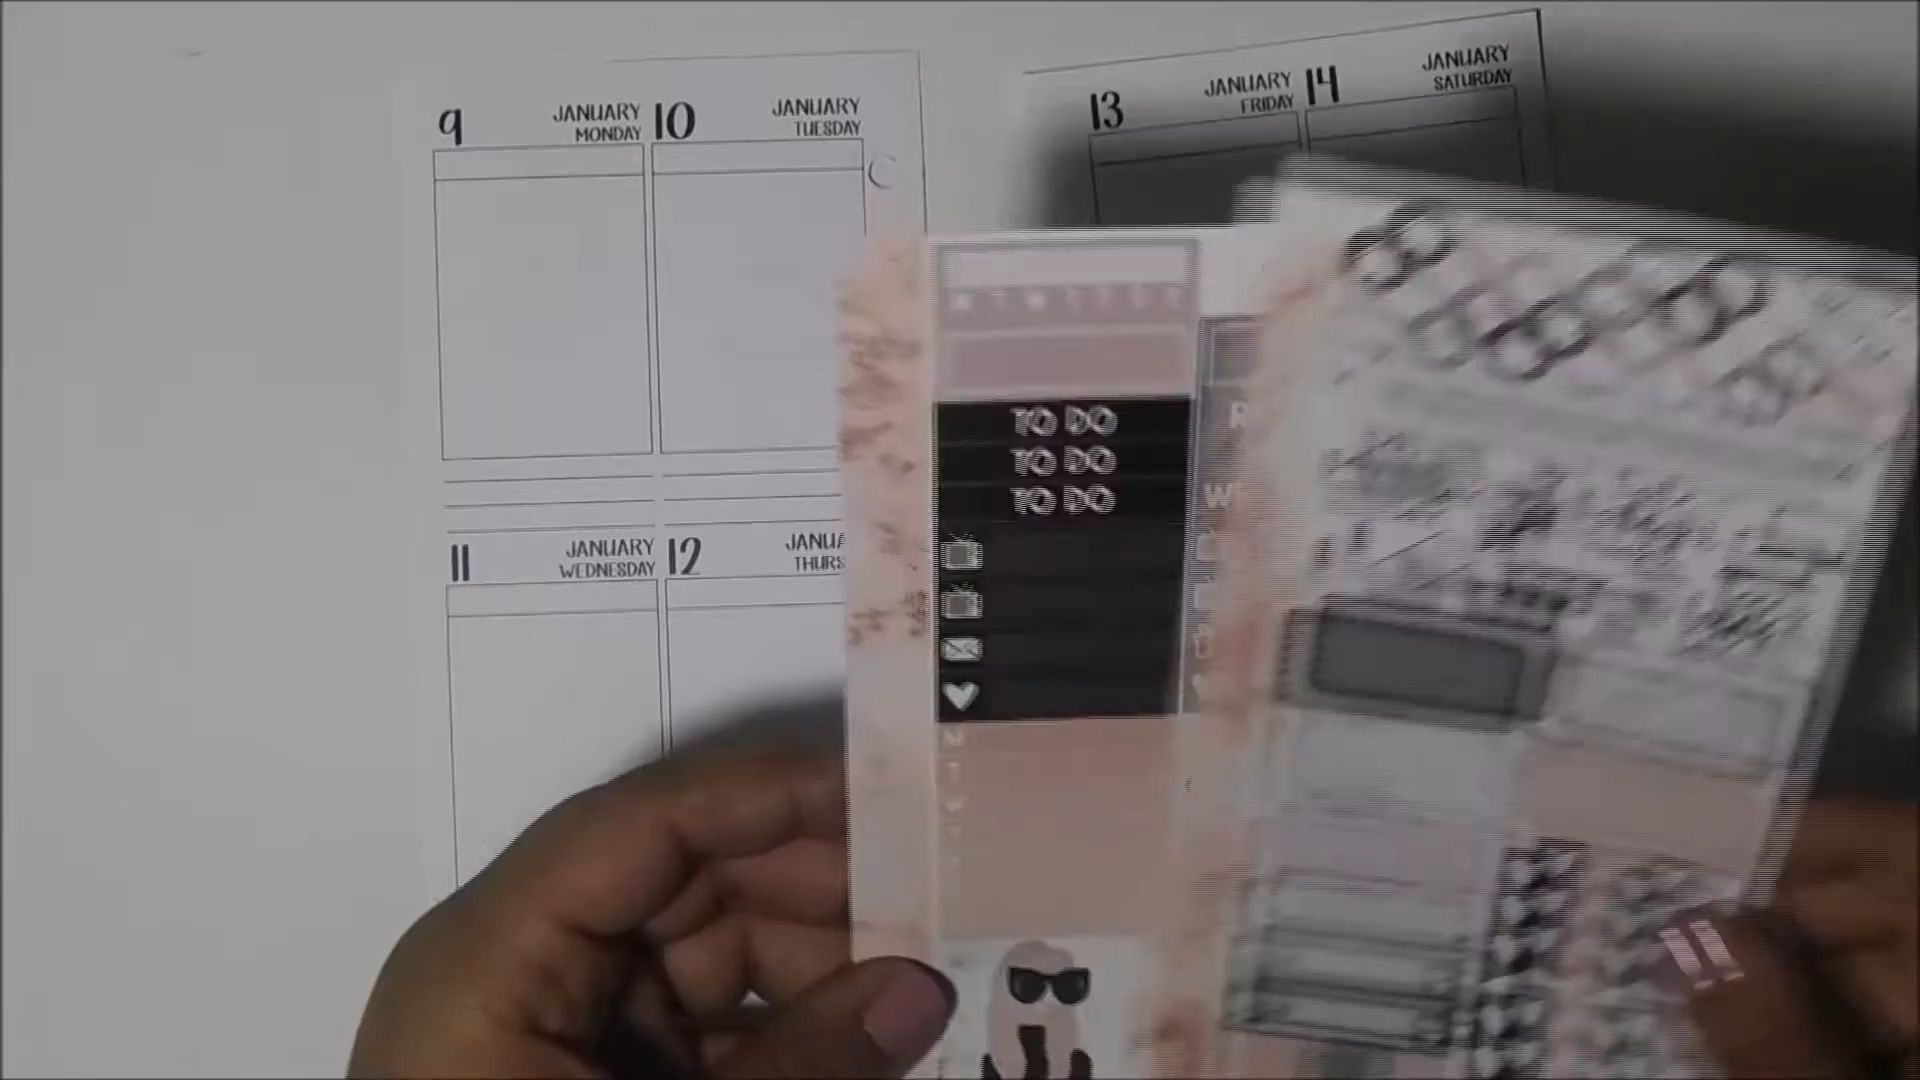 9 JANUARY
MONDAY
10 JANUARY
TUESDAY
13 JANUARY
FRIDAY
14 JANUARY
SATURDAY
TO DO
TO DO
TO DO
11 JANUARY
WEDNESDAY
12
M
T
W